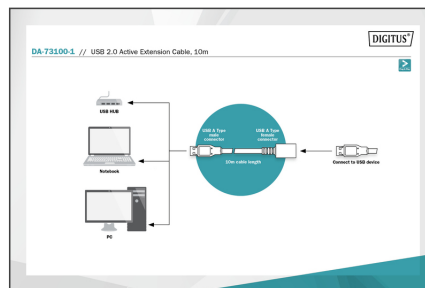 DIGITUS®
DA-73100-1 // USB 2.0 Active Extension Cable, 10m
USB HUB
USB A Type
male
connector
USB A Type
female
connector
10m cable length
Notebook
Connect to USB device
PC